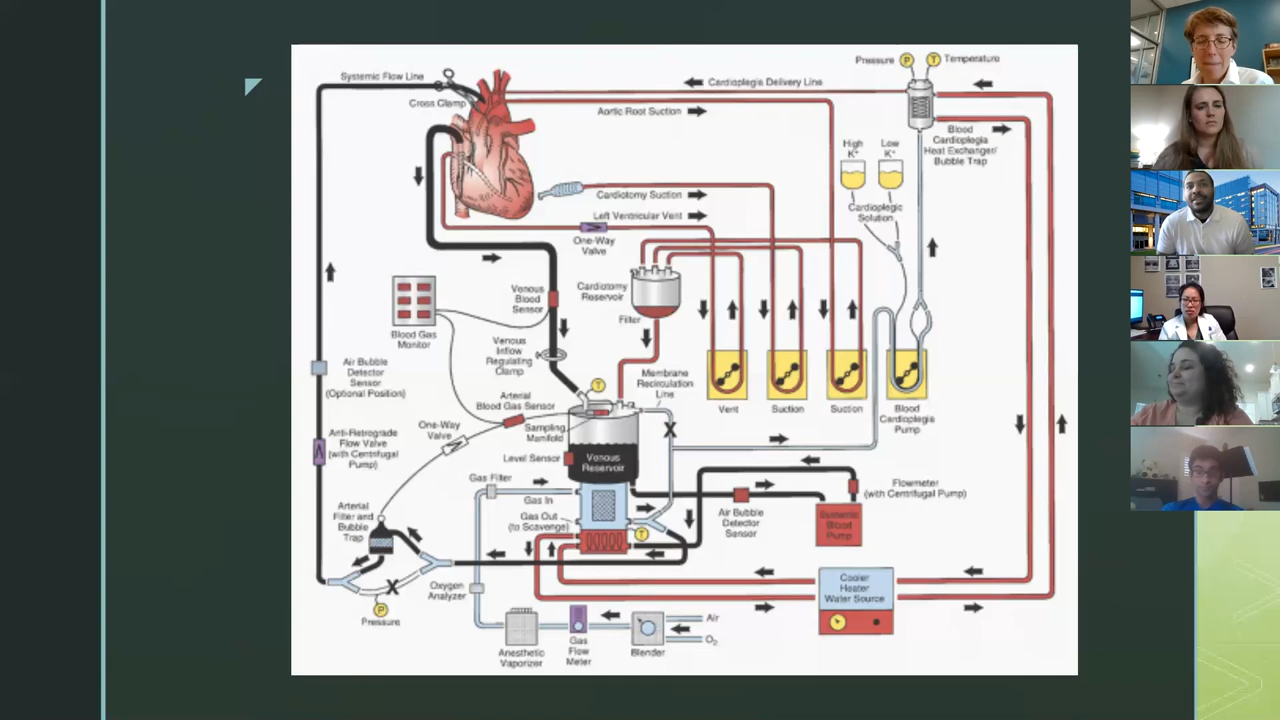 Pressure
P
T
Temperature
Systemic Flow Line
Cardioplegia Delivery Line
Cross Clamp
Aortic Root Suction
Blood
Cardioplegia
Heat Exchanger/
Bubble Trap
High
K+
Low
K+
Cardiotomy Suction
Cardioplegic
Solution
Left Ventricular Vent
One-Way
Valve
Cardiotomy
Reservoir
Filter
Venous
Blood
Sensor
Blood Gas
Monitor
Venous
Inflow
Regulating
Clamp
Air Bubble
Detector
Sensor
(Optional Position)
T
Membrane
Recirculation
Line
Arterial
Blood Gas Sensor
Vent
Suction
Suction
Blood
Cardioplegia
Pump
One-Way
Valve
Sampling
Manifold
X
Anti-Retrograde
Flow Valve
(with Centrifugal
Pump)
Level Sensor
Venous
Reservoir
Gas Filter
Gas In
Flowmeter
(with Centrifugal Pump)
Arterial
Filter and
Bubble
Trap
Gas Out
(to Scavenge)
Air Bubble
Detector
Sensor
Systemic
Blood
Pump
T
X
Oxygen
Analyzer
Cooler
Heater
Water Source
P
Pressure
Air
O2
Anesthetic
Vaporizer
Gas
Flow
Meter
Blender